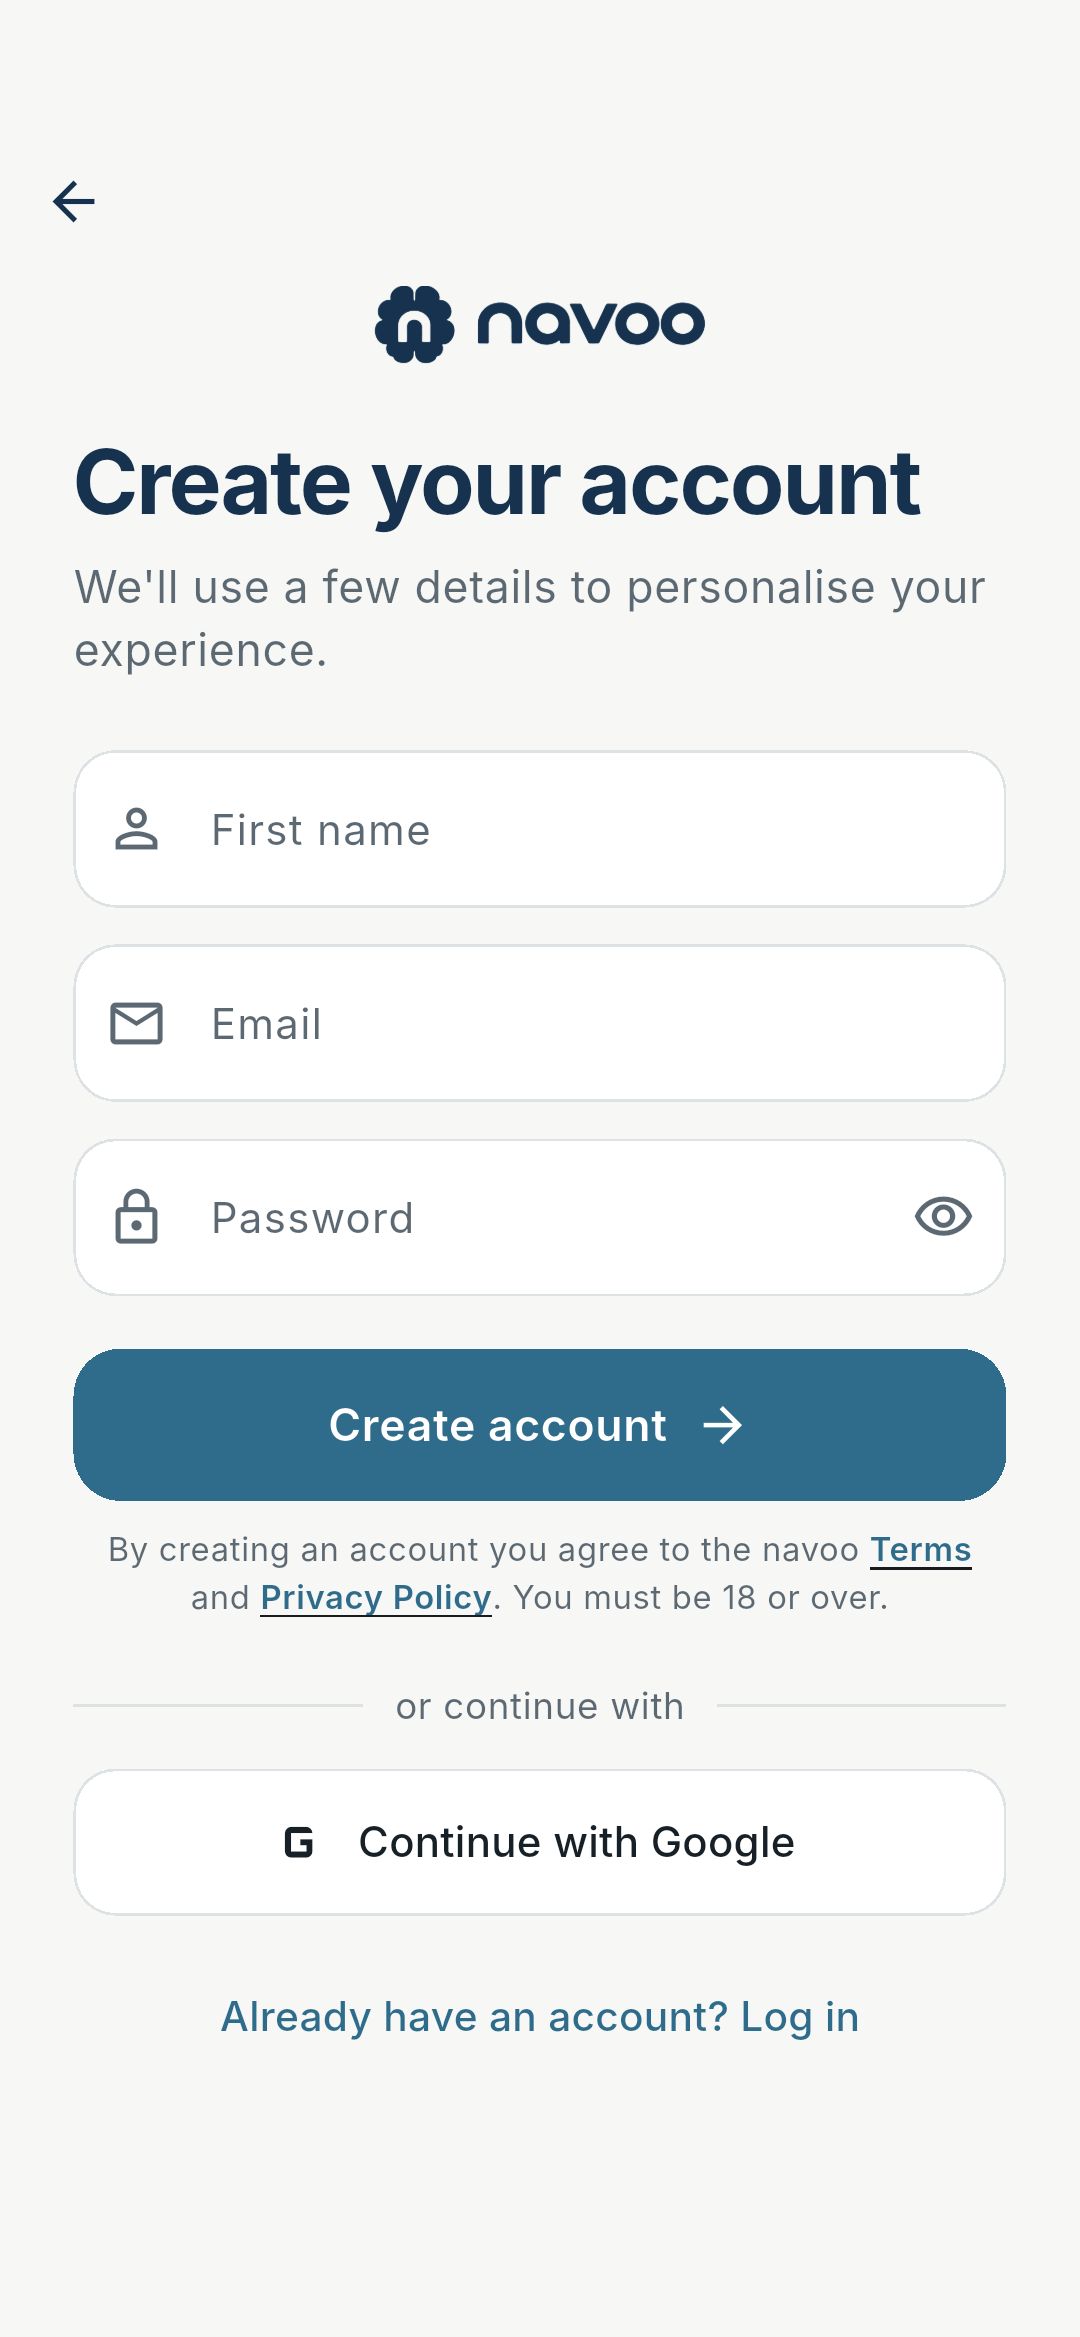 navoo
Create your account
We'll use a few details to personalise your
experience.
First name
Email
Password
Create account
By creating an account you agree to the navoo Terms
and Privacy Policy. You must be 18 or over.
or continue with
G Continue with Google
Already have an account? Log in